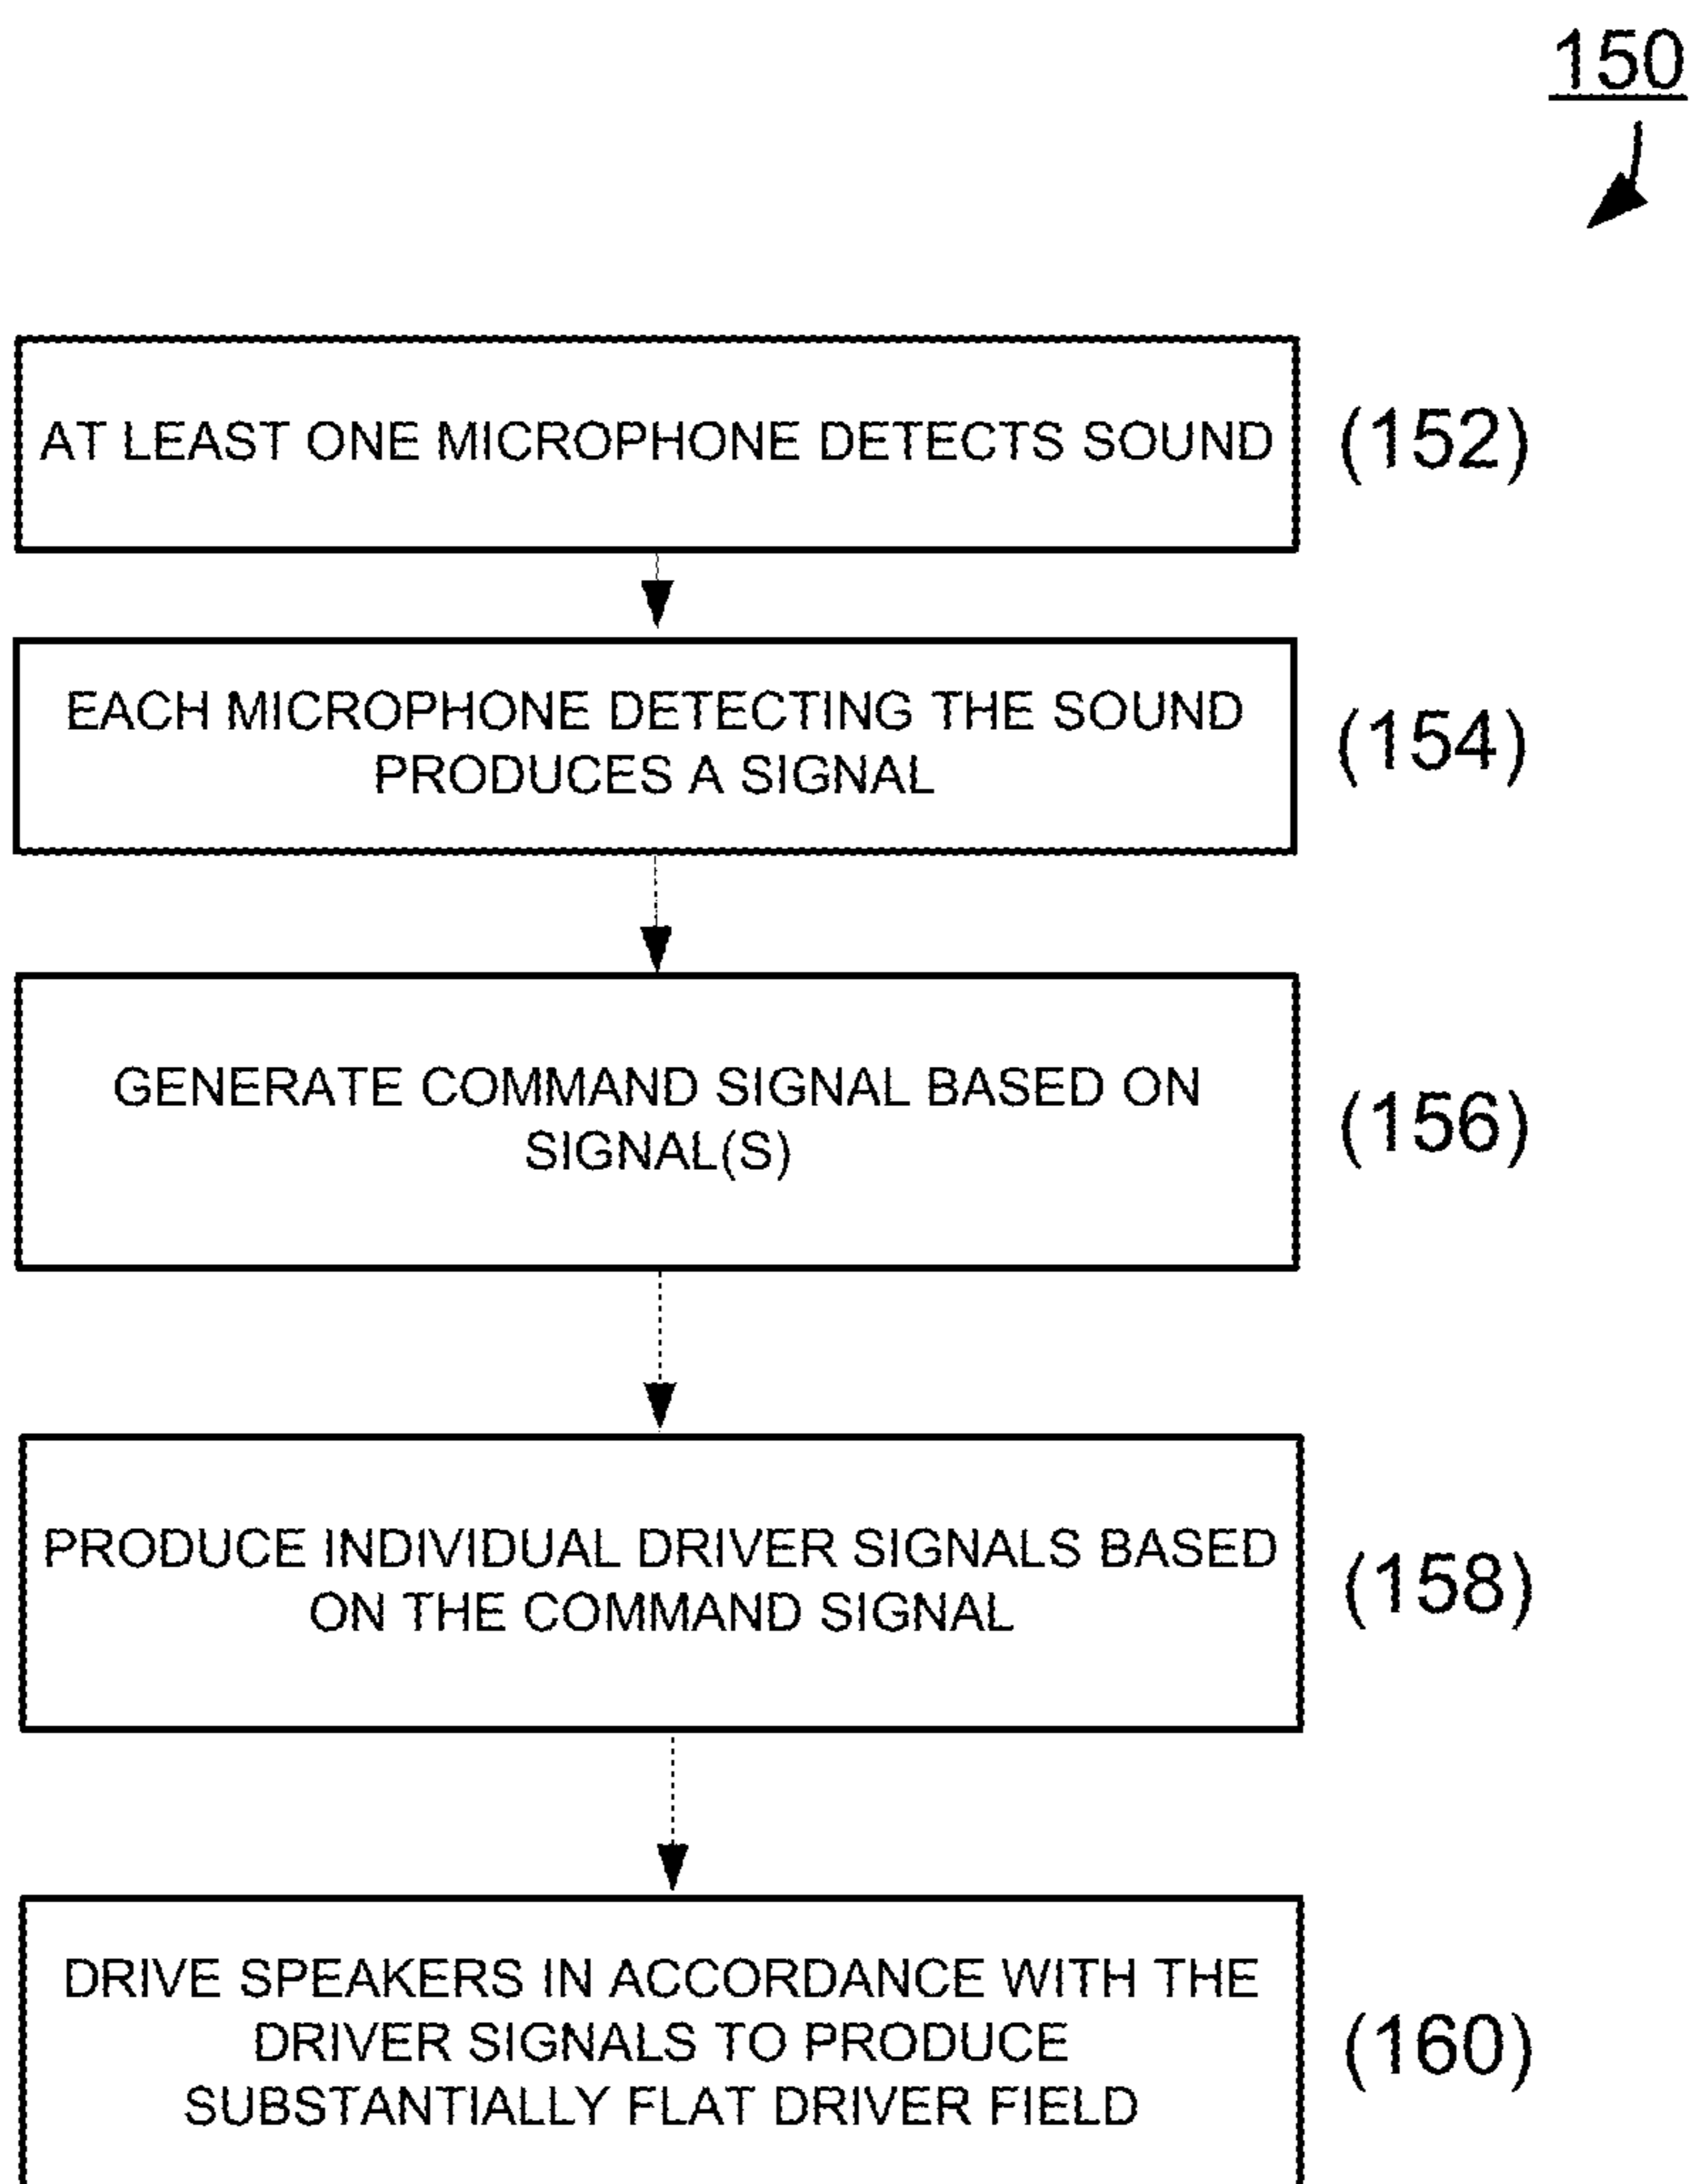 150
AT LEAST ONE MICROPHONE DETECTS SOUND
(152)
EACH MICROPHONE DETECTING THE SOUND
PRODUCES A SIGNAL
(154)
GENERATE COMMAND SIGNAL BASED ON
SIGNAL(S)
(156)
PRODUCE INDIVIDUAL DRIVER SIGNALS BASED
ON THE COMMAND SIGNAL
(158)
DRIVE SPEAKERS IN ACCORDANCE WITH THE
DRIVER SIGNALS TO PRODUCE
SUBSTANTIALLY FLAT DRIVER FIELD
(160)